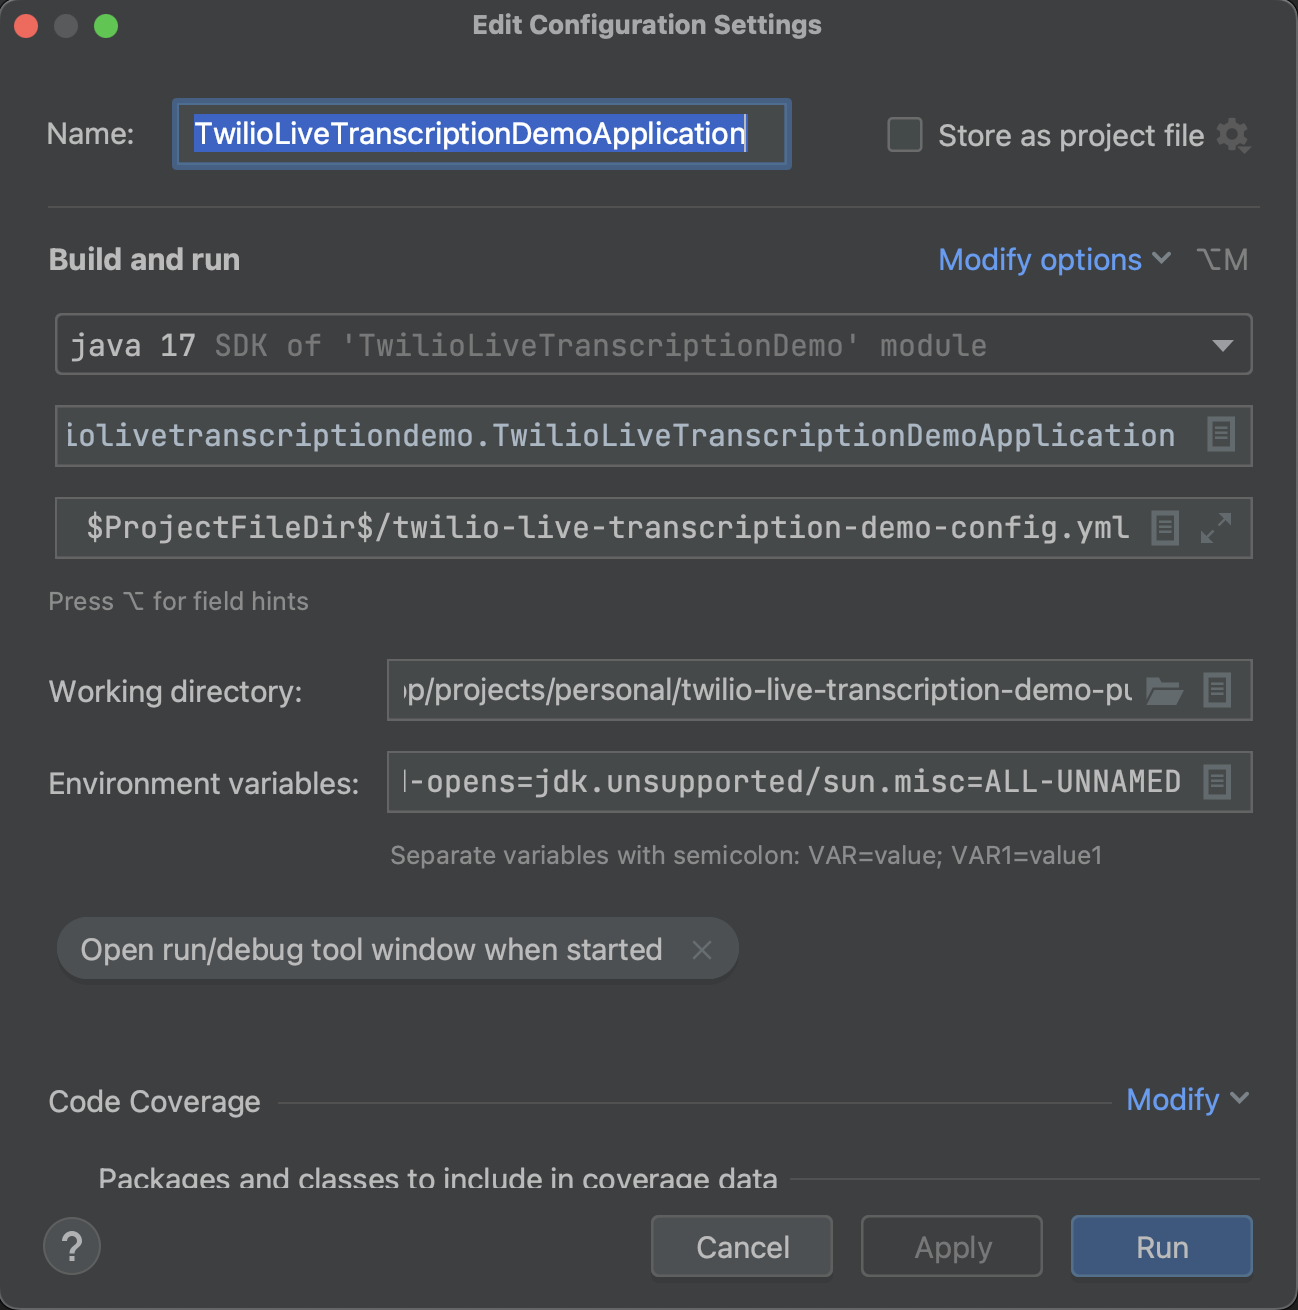 Edit Configuration Settings
Name: TwilioLiveTranscriptionDemoApplication Store as project file
Build and run Modify options ⌥M
java 17 SDK of 'TwilioLiveTranscriptionDemo' module
iolivetranscriptiondemo.TwilioLiveTranscriptionDemoApplication
$ProjectFileDir$/twilio-live-transcription-demo-config.yml
Press ⌥ for field hints
Working directory: op/projects/personal/twilio-live-transcription-demo-pu
Environment variables: -opens=jdk.unsupported/sun.misc=ALL-UNNAMED
Separate variables with semicolon: VAR=value; VAR1=value1
Open run/debug tool window when started
Code Coverage Modify
Packages and classes to include in coverage data
? Cancel Apply Run